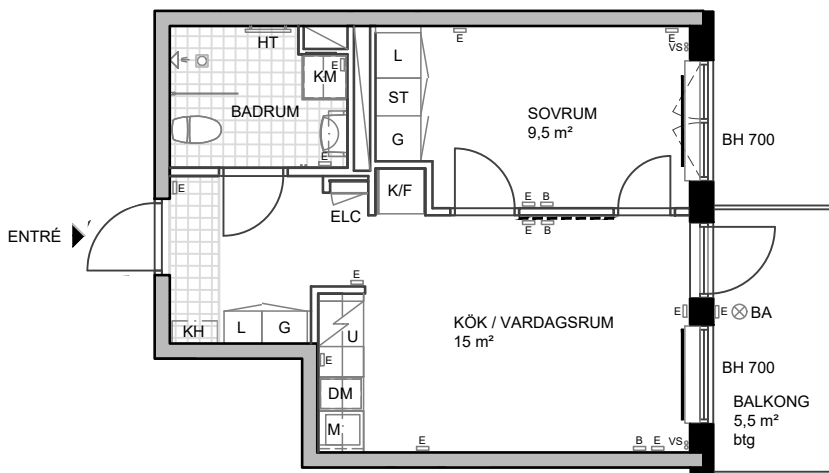 HT
E
E
VS
L
KM
E
ST
BADRUM
SOVRUM
9,5 m²
BH 700
G
E
E
K/F
ELC
E B
E B
ENTRÉ
E
E
E
BA
KÖK / VARDAGSRUM
15 m²
KH
L
G
U
E
BH 700
DM
BALKONG
5,5 m²
btg
M
E
B
E
VS